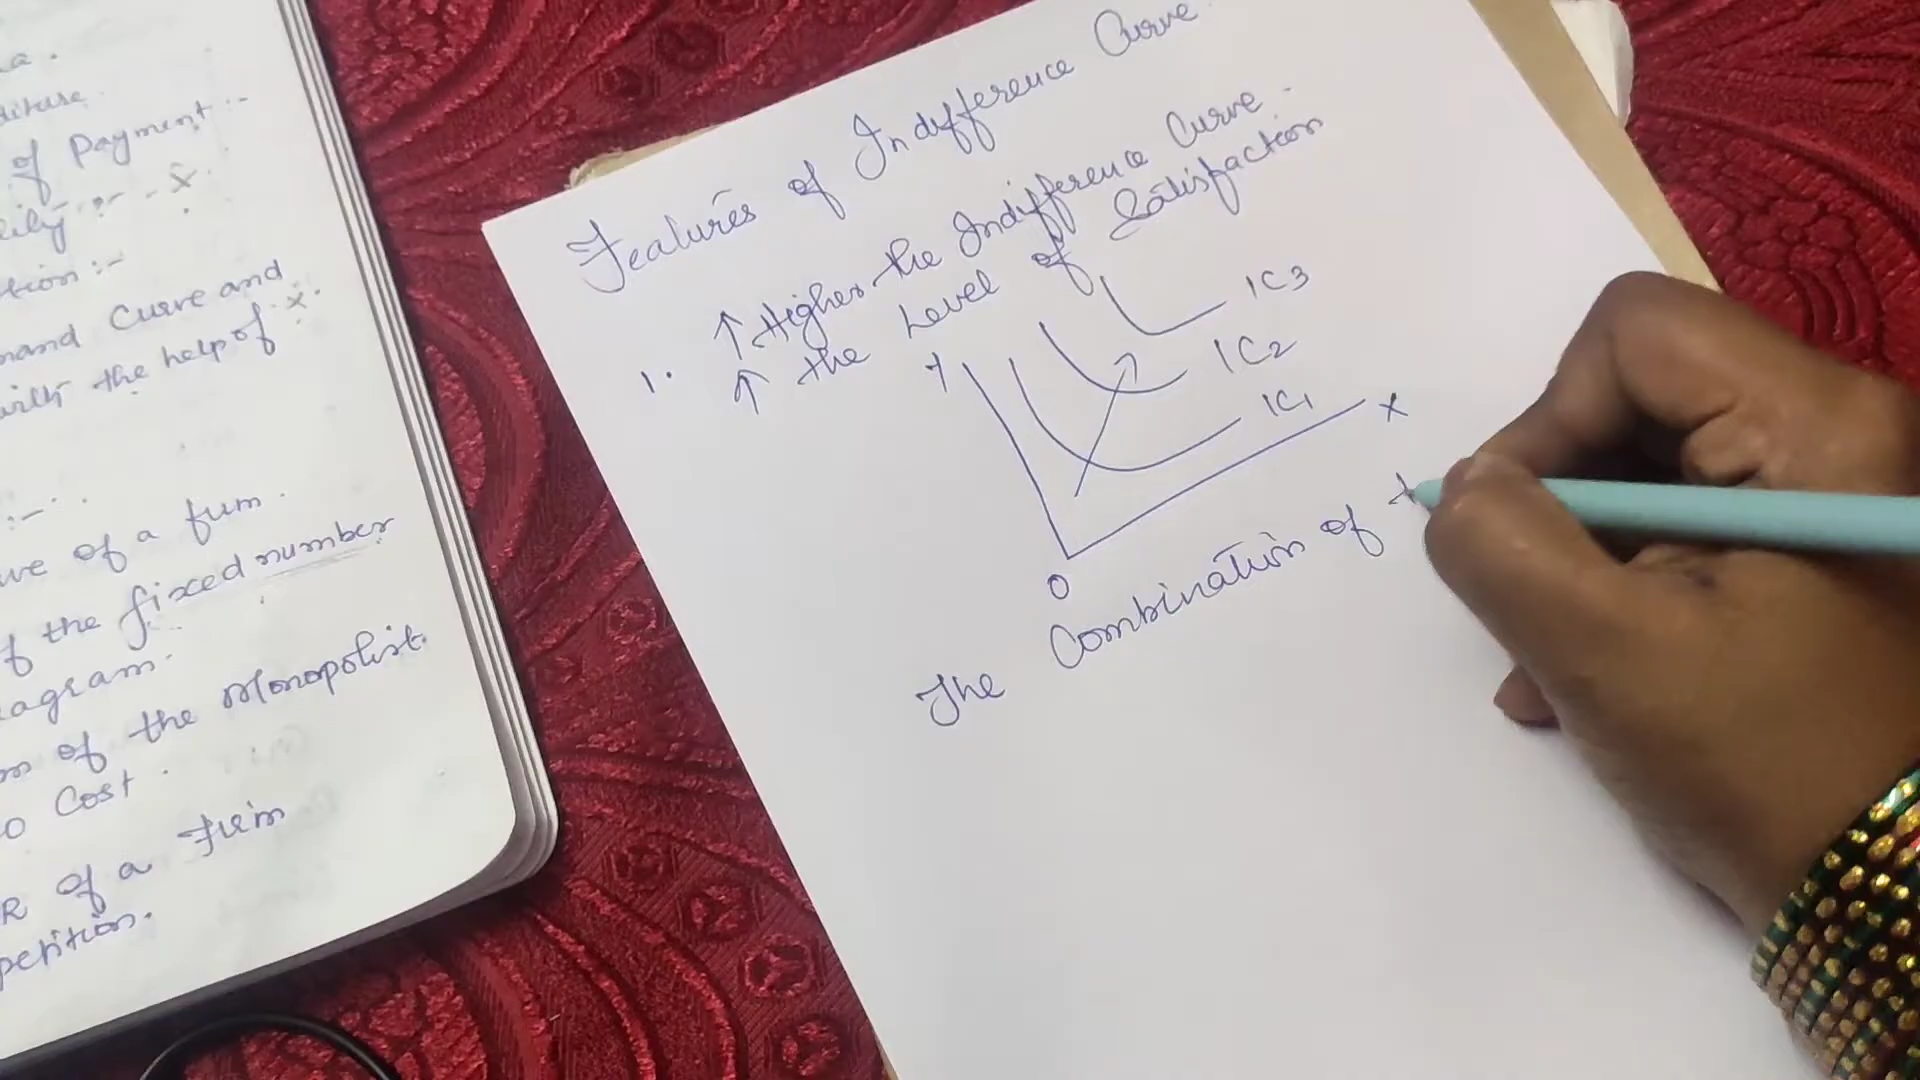 of Payment :-
and Curve and
with the help of x.
of a firm.
of the fixed number
of the Monopolist.
Cost.
R of a Firm
Features of Indifference Curve.
1. ↑ Higher the Indifference Curve.
↑ the Level of Satisfaction
Y
IC3
IC2
IC1
X
O
The Combination of